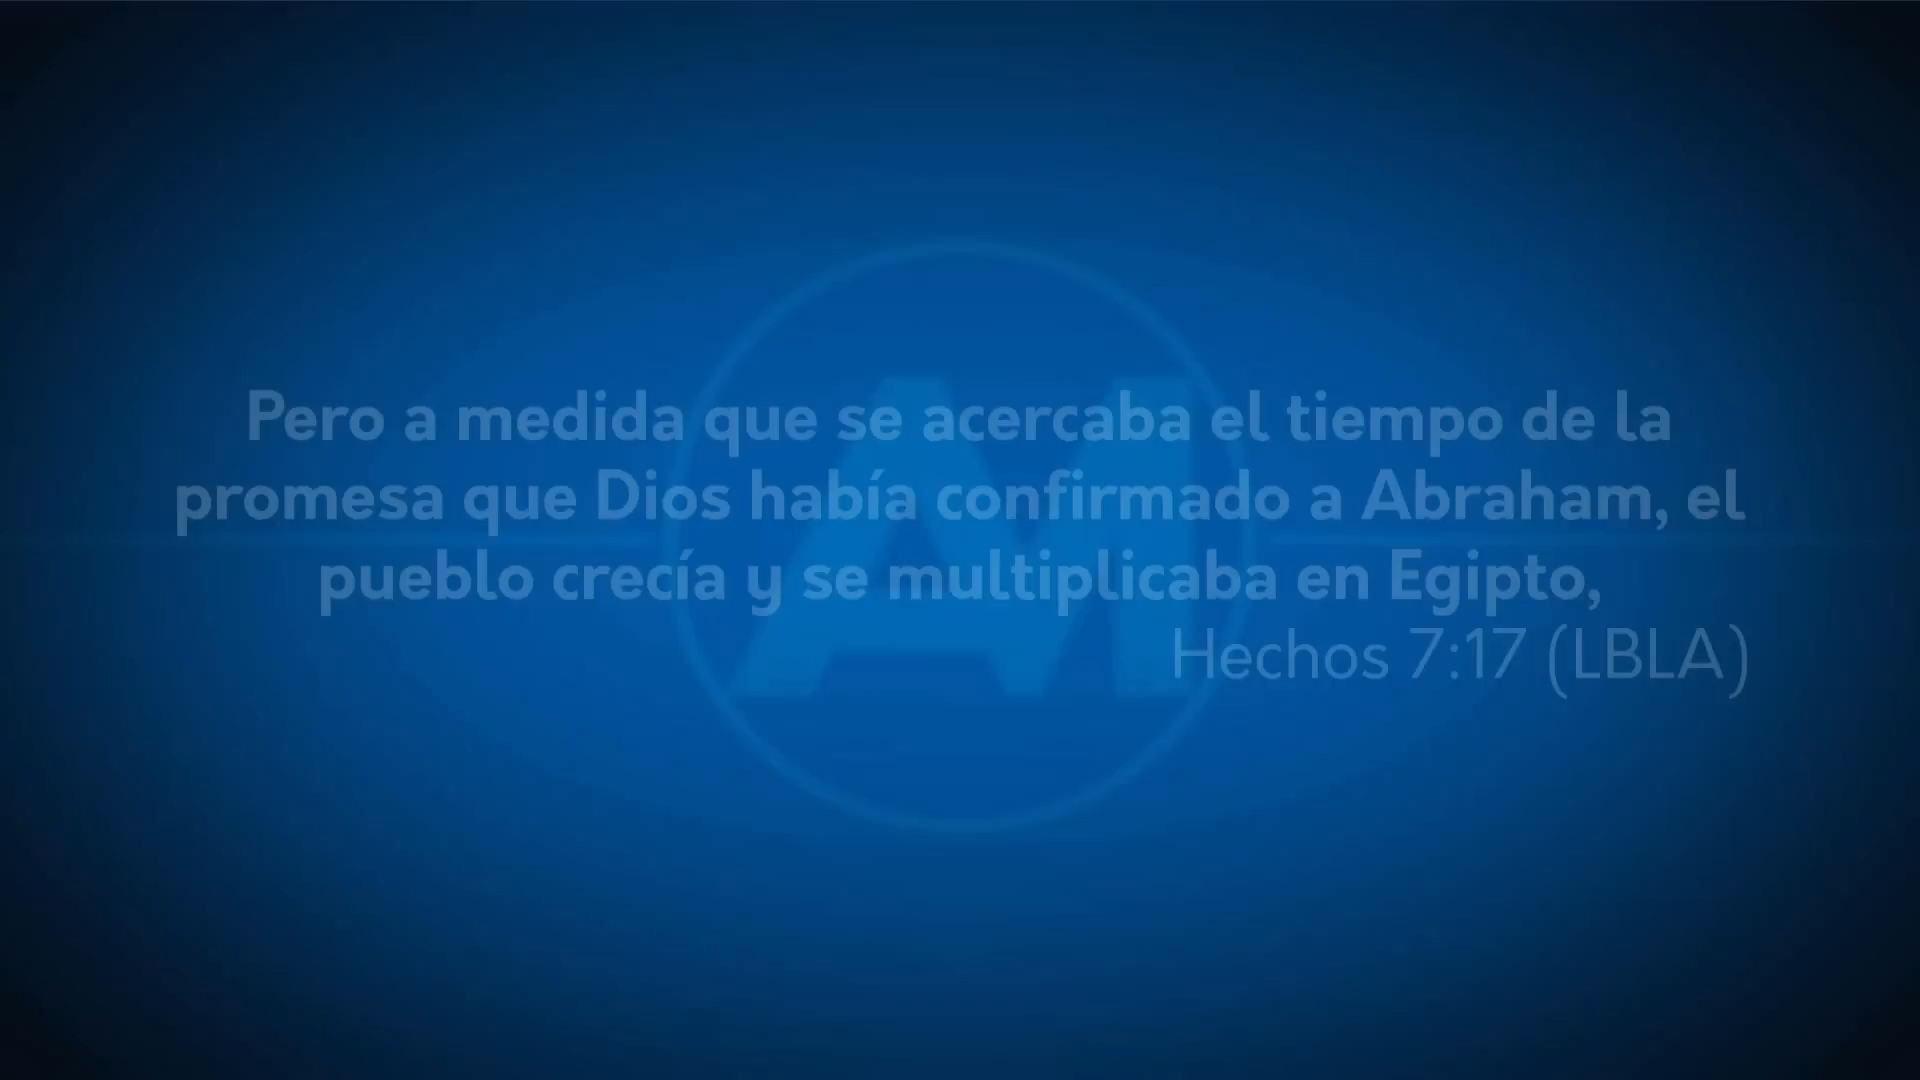 Pero a medida que se acercaba el tiempo de la
promesa que Dios había confirmado a Abraham, el
pueblo crecía y se multiplicaba en Egipto,
Hechos 7:17 (LBLA)
AM